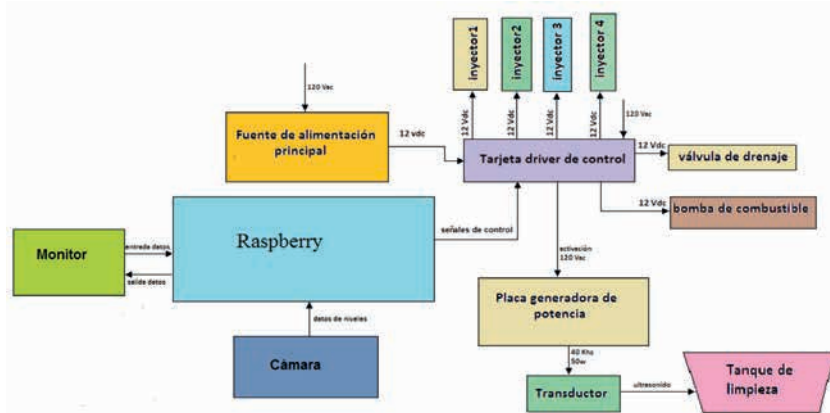 inyector1
inyector2
inyector 3
inyector 4
120 Vac
12 Vdc
12 Vdc
12 Vdc
12 Vdc
120 Vac
Fuente de alimentación
principal
12 vdc
Tarjeta driver de control
12 Vdc
válvula de drenaje
12 Vdc
bomba de combustible
Raspberry
señales de control
Monitor
entrada datos
salida datos
activación
120 Vac
Placa generadora de
potencia
datos de niveles
Cámara
40 Khz
50w
Transductor
ultrasonido
Tanque de
limpieza